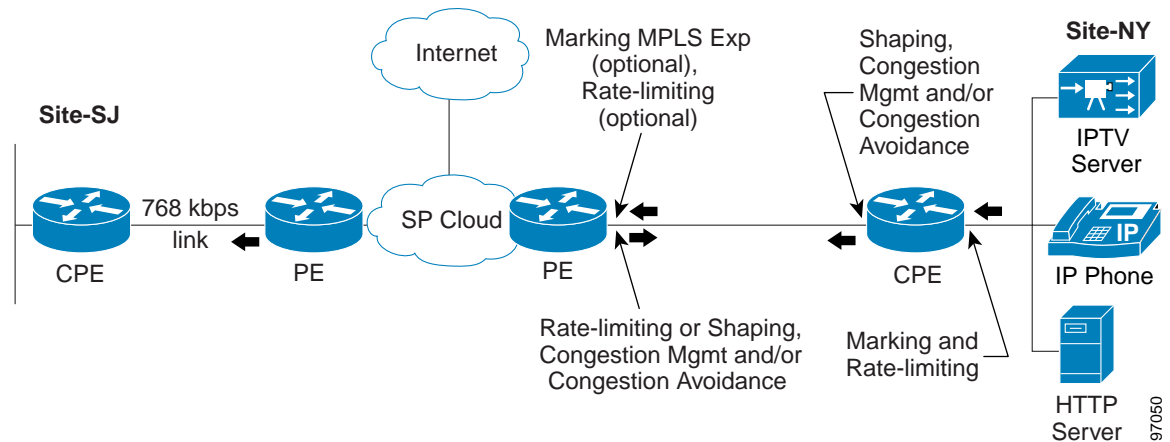 Internet
Marking MPLS Exp
(optional),
Rate-limiting
(optional)
Shaping,
Congestion
Mgmt and/or
Congestion
Avoidance
Site-NY
IPTV
Server
Site-SJ
768 kbps
link
CPE
PE
SP Cloud
PE
CPE
IP
IP Phone
Rate-limiting or Shaping,
Congestion Mgmt and/or
Congestion Avoidance
Marking and
Rate-limiting
HTTP
Server
97050